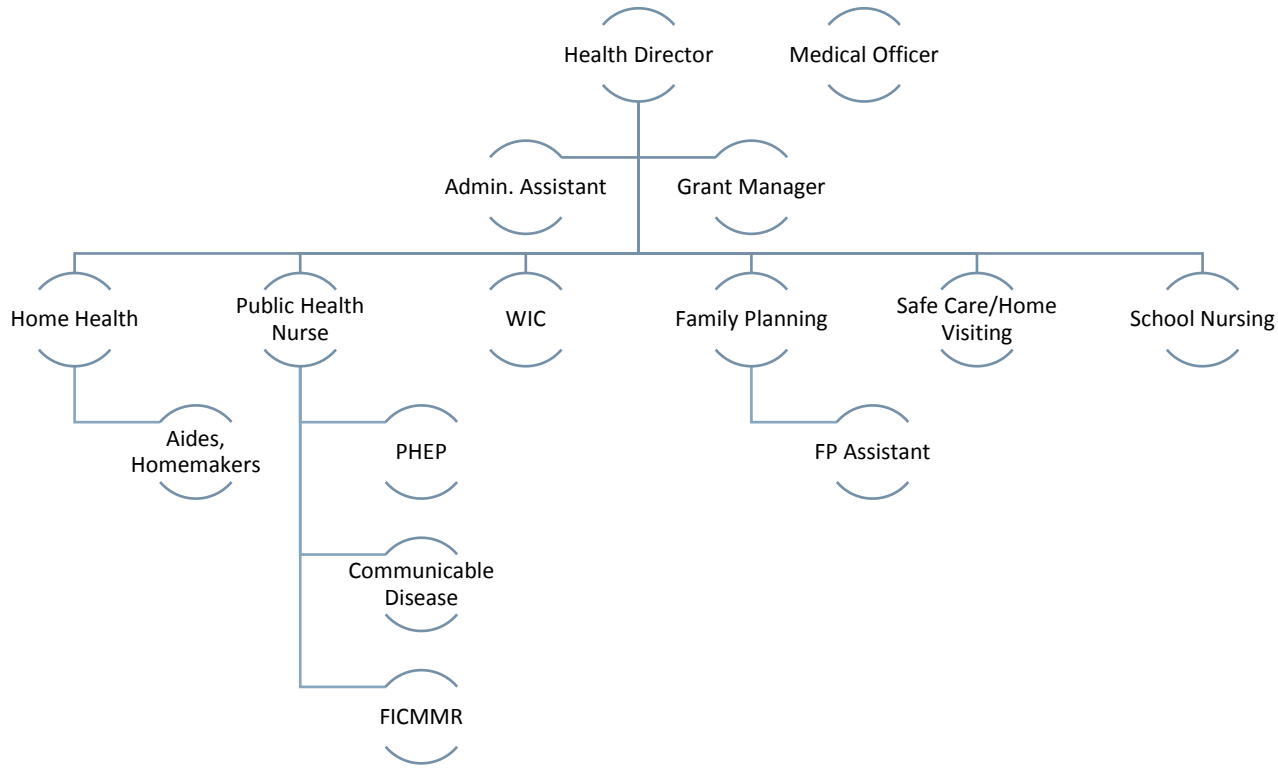 Health Director
Medical Officer
Admin. Assistant
Grant Manager
Home Health
Public Health
Nurse
WIC
Family Planning
Safe Care/Home
Visiting
School Nursing
Aides,
Homemakers
PHEP
FP Assistant
Communicable
Disease
FICMMR